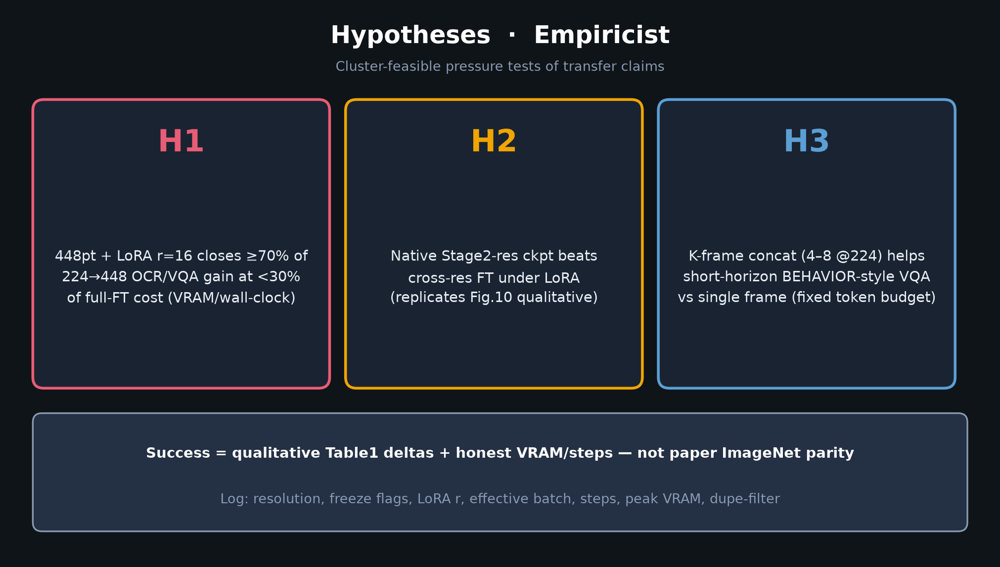 Hypotheses · Empiricist
Cluster-feasible pressure tests of transfer claims
H1
448pt + LoRA r=16 closes ≥70% of
224→448 OCR/VQA gain at <30%
of full-FT cost (VRAM/wall-clock)
H2
Native Stage2-res ckpt beats
cross-res FT under LoRA
(replicates Fig.10 qualitative)
H3
K-frame concat (4–8 @224) helps
short-horizon BEHAVIOR-style VQA
vs single frame (fixed token budget)
Success = qualitative Table1 deltas + honest VRAM/steps — not paper ImageNet parity
Log: resolution, freeze flags, LoRA r, effective batch, steps, peak VRAM, dupe-filter